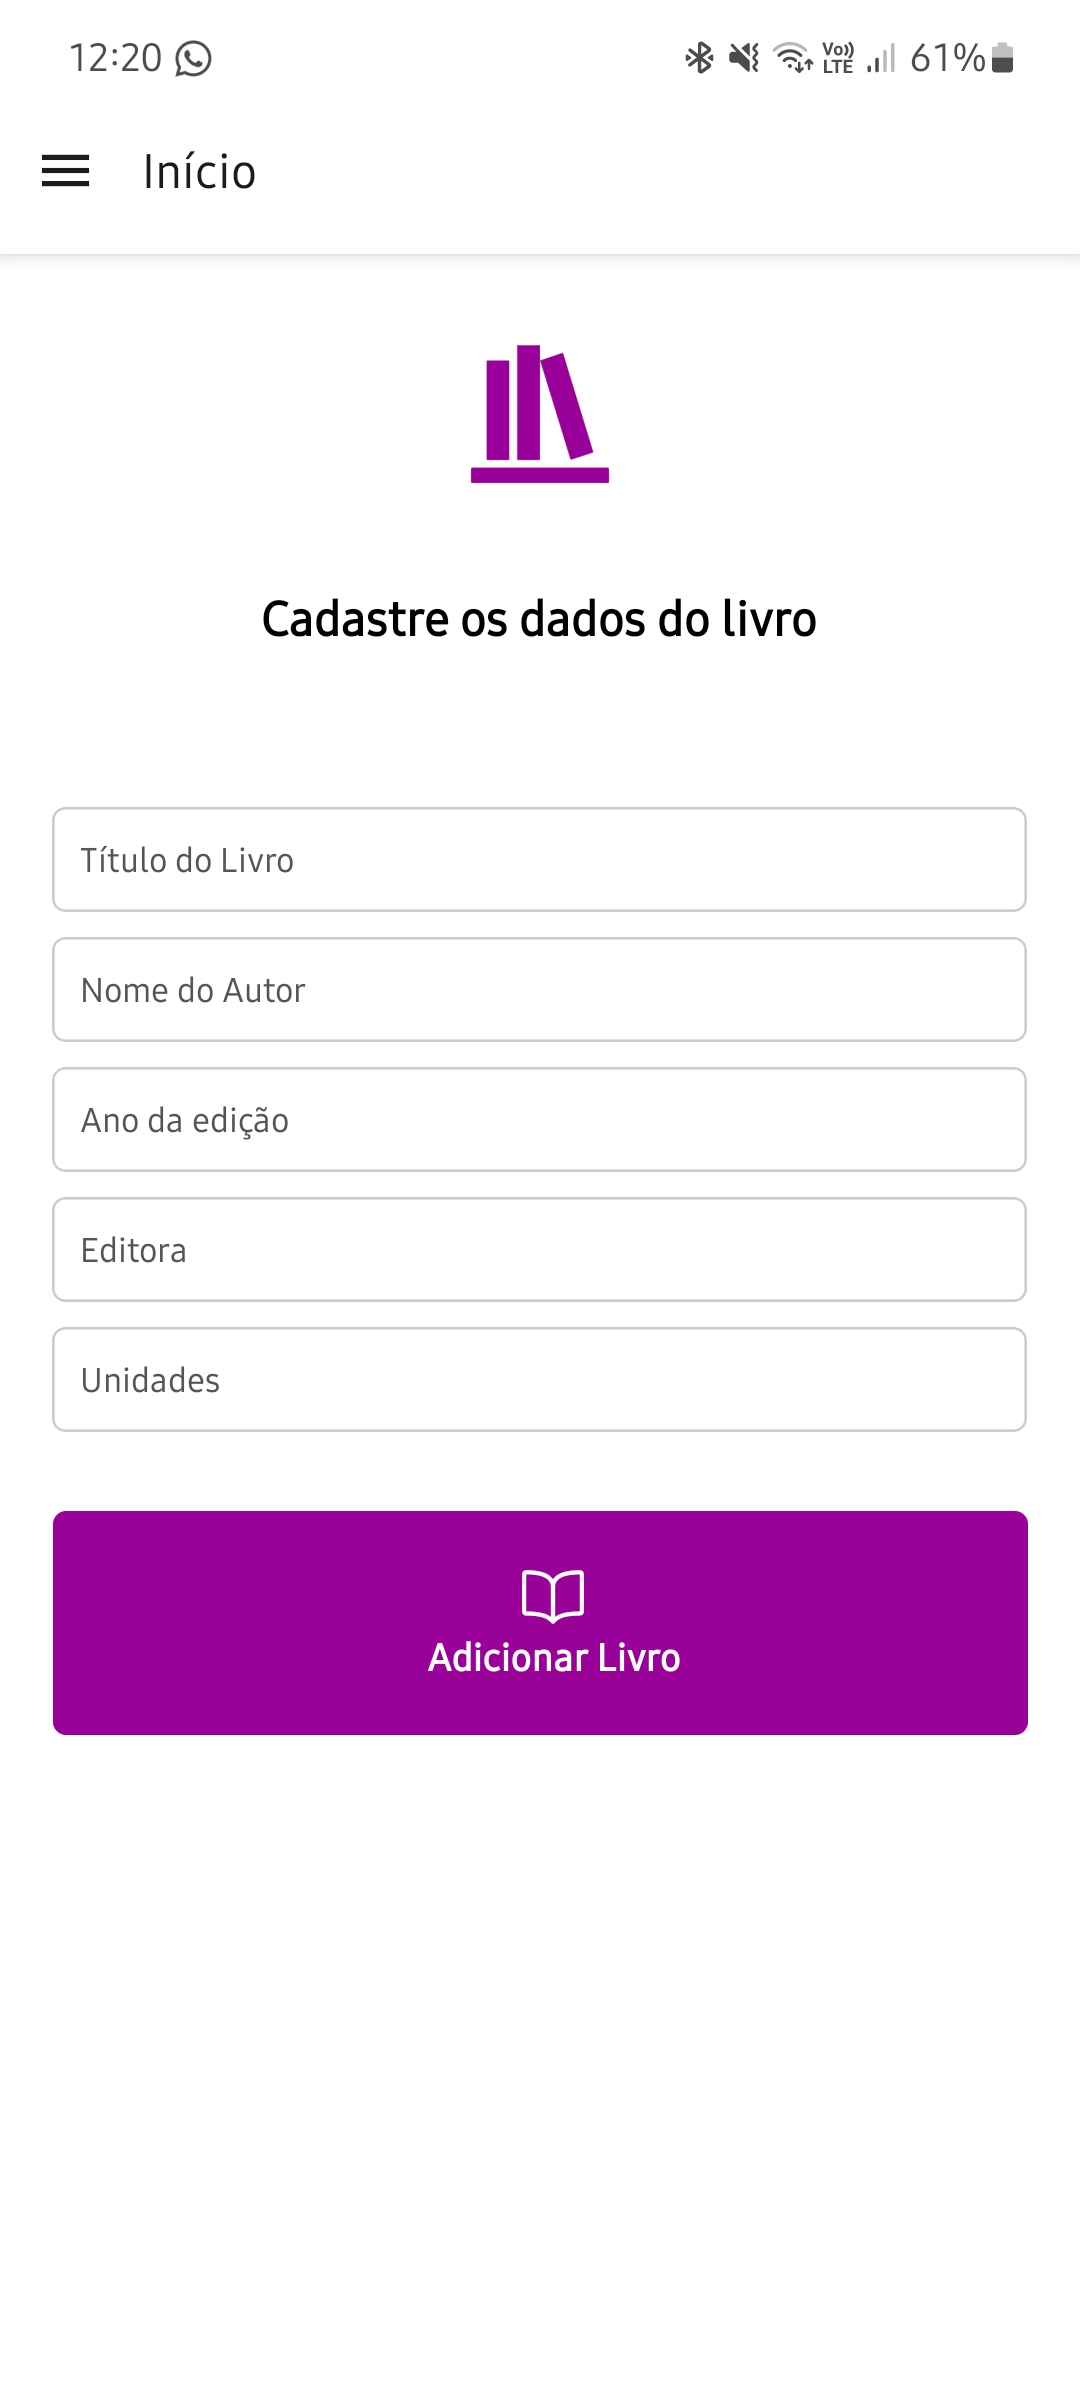 12:20 Vo)) LTE 61%
Início
Cadastre os dados do livro
Título do Livro
Nome do Autor
Ano da edição
Editora
Unidades
Adicionar Livro